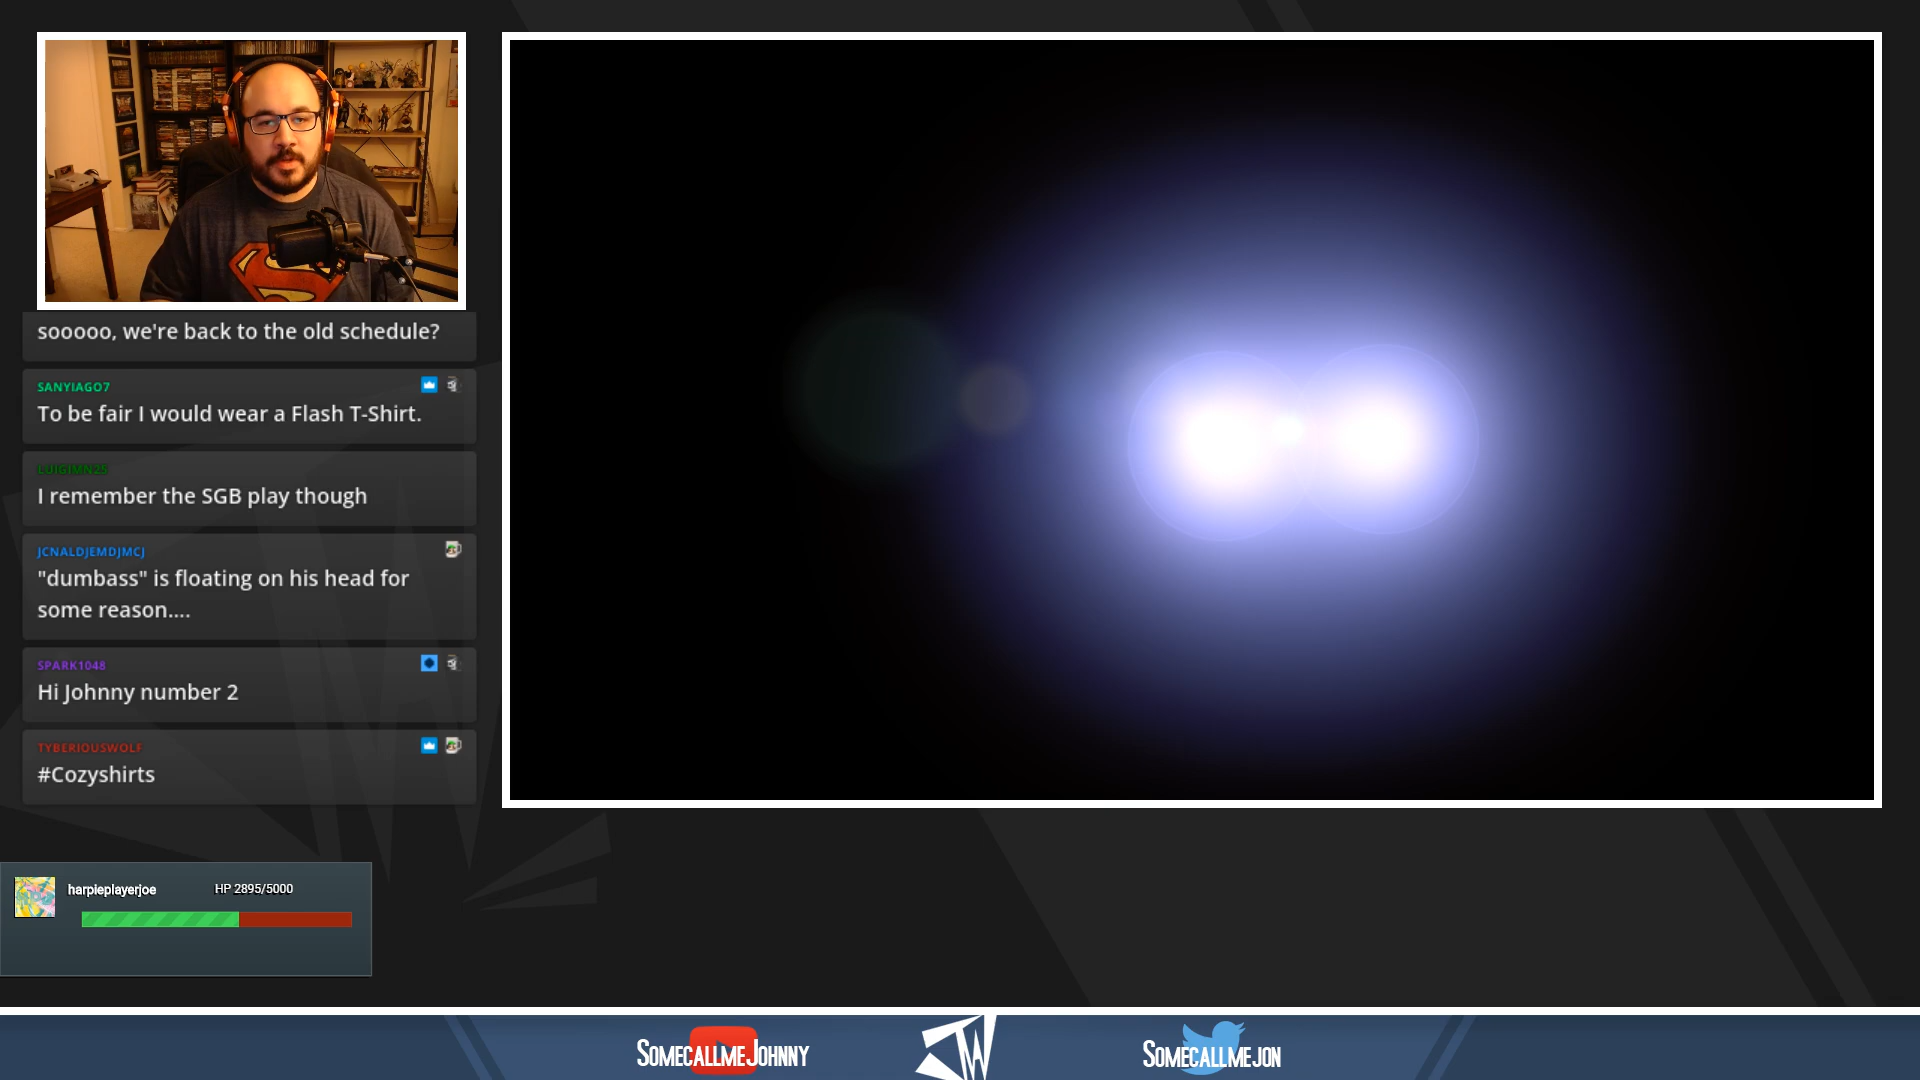 sooooo, we're back to the old schedule?
SANYIAGO7
To be fair I would wear a Flash T-Shirt.
LUIGIMN25
I remember the SGB play though
JCNALDJEMDJMCJ
"dumbass" is floating on his head for
some reason....
SPARK1048
Hi Johnny number 2
TYBERIOUSWOLF
#Cozyshirts
harpieplayerjoe HP 2895/5000
SOMECALLMEJOHNNY
SOMECALLMEJON